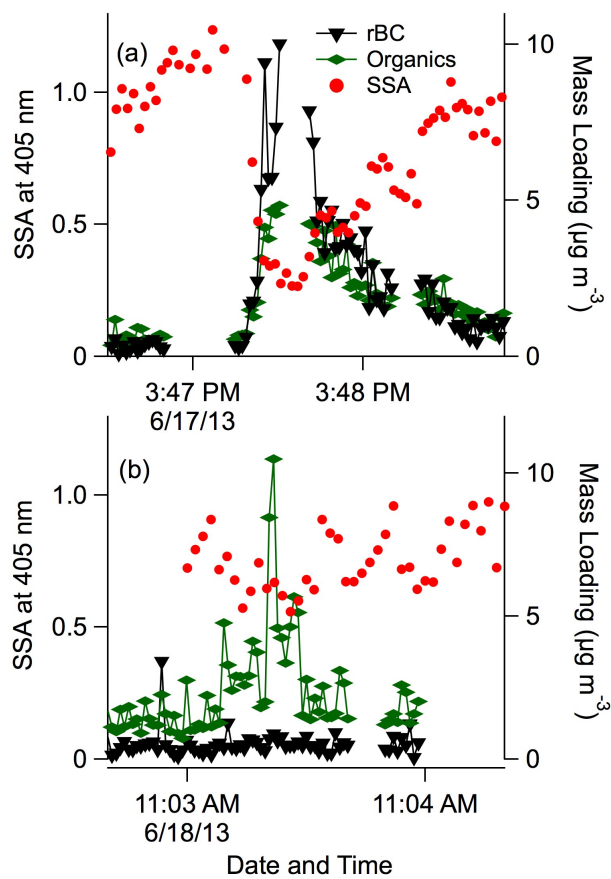 (a)
rBC
Organics
SSA
SSA at 405 nm
1.0
0.5
0
10
5
0
Mass Loading (µg m⁻³)
3:47 PM
6/17/13
3:48 PM
(b)
SSA at 405 nm
1.0
0.5
0
10
5
0
Mass Loading (µg m⁻³)
11:03 AM
6/18/13
11:04 AM
Date and Time